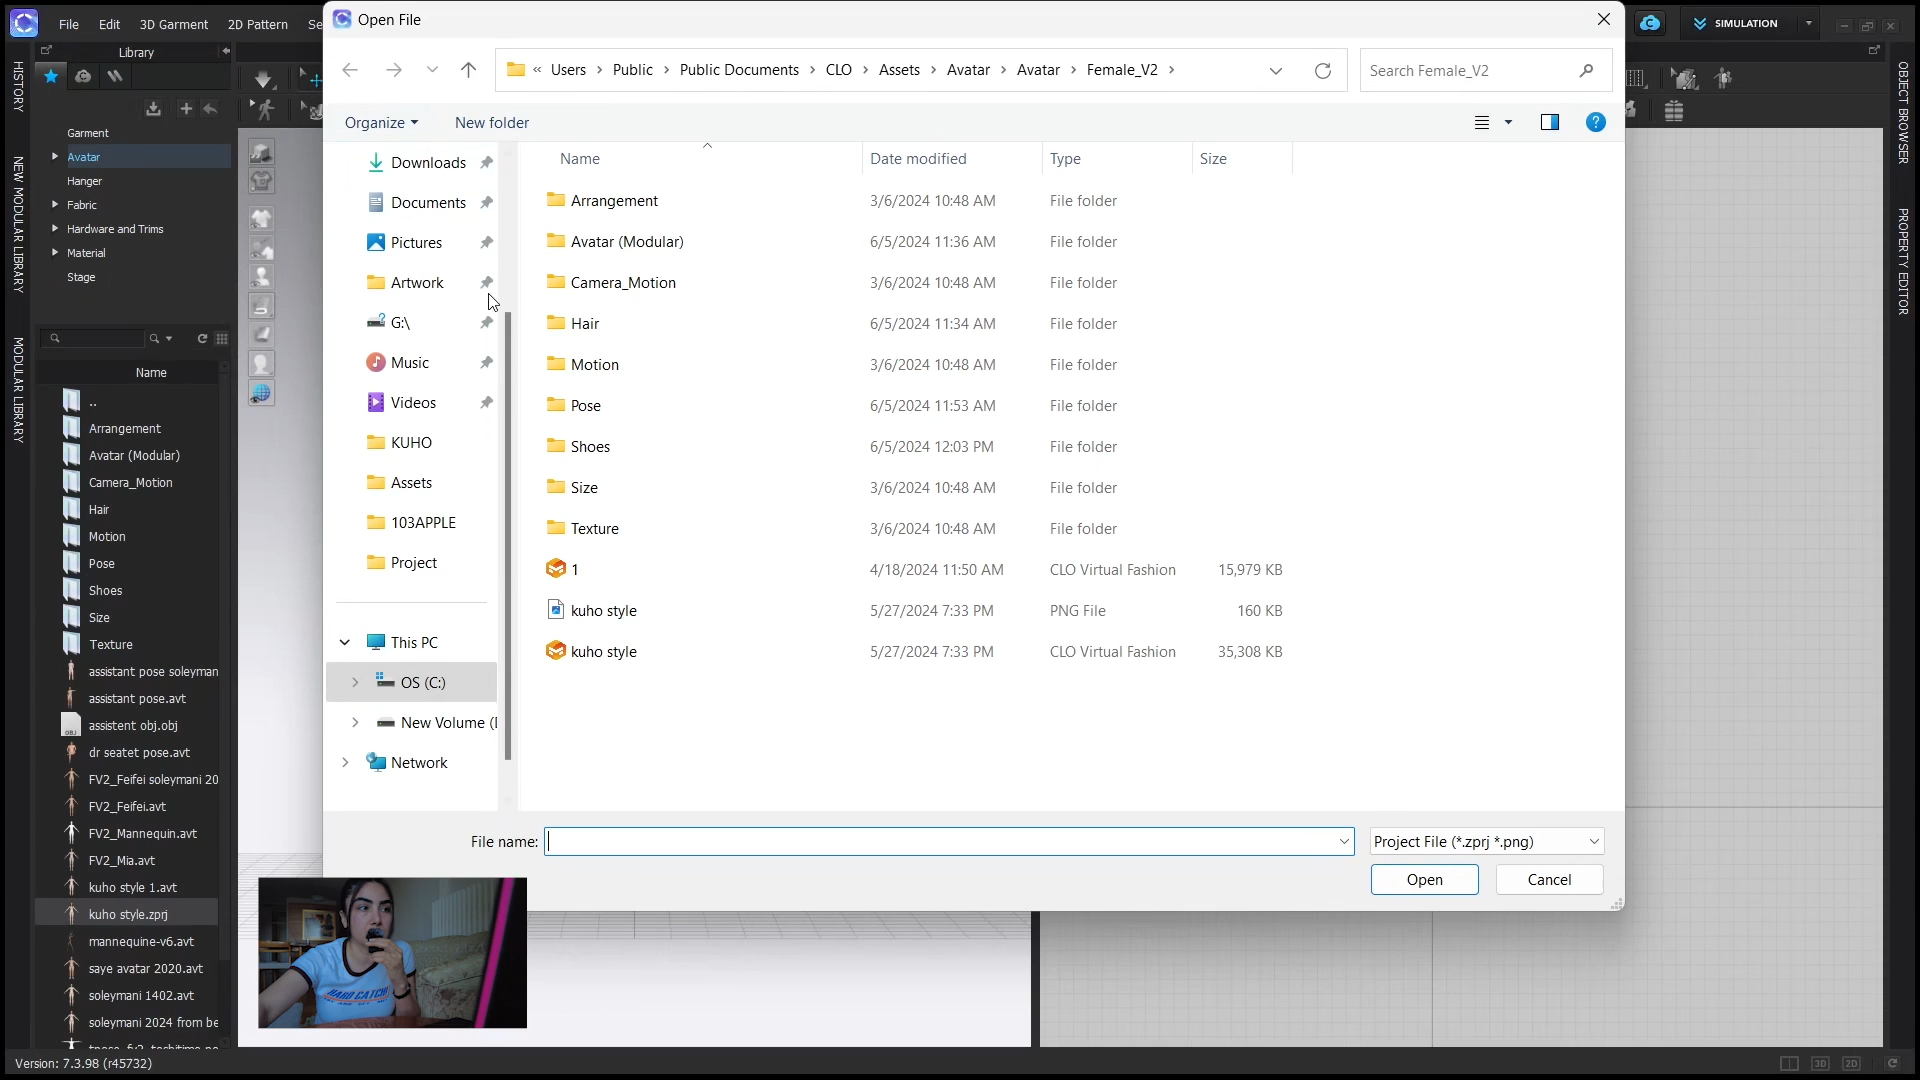 Open File
File Edit 3D Garment 2D Pattern Se
SIMULATION
Library
« Users > Public > Public Documents > CLO > Assets > Avatar > Avatar > Female_V2 >
Search Female_V2
Organize
New folder
HISTORY
NEW MODULAR LIBRARY
MODULAR LIBRARY
OBJECT BROWSER
PROPERTY EDITOR
Garment
Avatar
Hanger
Fabric
Hardware and Trims
Material
Stage
Name
..
Arrangement
Avatar (Modular)
Camera_Motion
Hair
Motion
Pose
Shoes
Size
Texture
assistant pose soleyman
assistant pose.avt
assistent obj.obj
dr seatet pose.avt
FV2_Feifei soleymani 20
FV2_Feifei.avt
FV2_Mannequin.avt
FV2_Mia.avt
kuho style 1.avt
kuho style.zprj
mannequine-v6.avt
saye avatar 2020.avt
soleymani 1402.avt
soleymani 2024 from be
Downloads
Documents
Pictures
Artwork
G:\
Music
Videos
KUHO
Assets
103APPLE
Project
This PC
OS (C:)
New Volume (
Network
Name Date modified Type Size
Arrangement 3/6/2024 10:48 AM File folder
Avatar (Modular) 6/5/2024 11:36 AM File folder
Camera_Motion 3/6/2024 10:48 AM File folder
Hair 6/5/2024 11:34 AM File folder
Motion 3/6/2024 10:48 AM File folder
Pose 6/5/2024 11:53 AM File folder
Shoes 6/5/2024 12:03 PM File folder
Size 3/6/2024 10:48 AM File folder
Texture 3/6/2024 10:48 AM File folder
1 4/18/2024 11:50 AM CLO Virtual Fashion 15,979 KB
kuho style 5/27/2024 7:33 PM PNG File 160 KB
kuho style 5/27/2024 7:33 PM CLO Virtual Fashion 35,308 KB
File name:
Project File (*.zprj *.png)
Open
Cancel
HARD CATCH
Version: 7.3.98 (r45732)
3D
2D